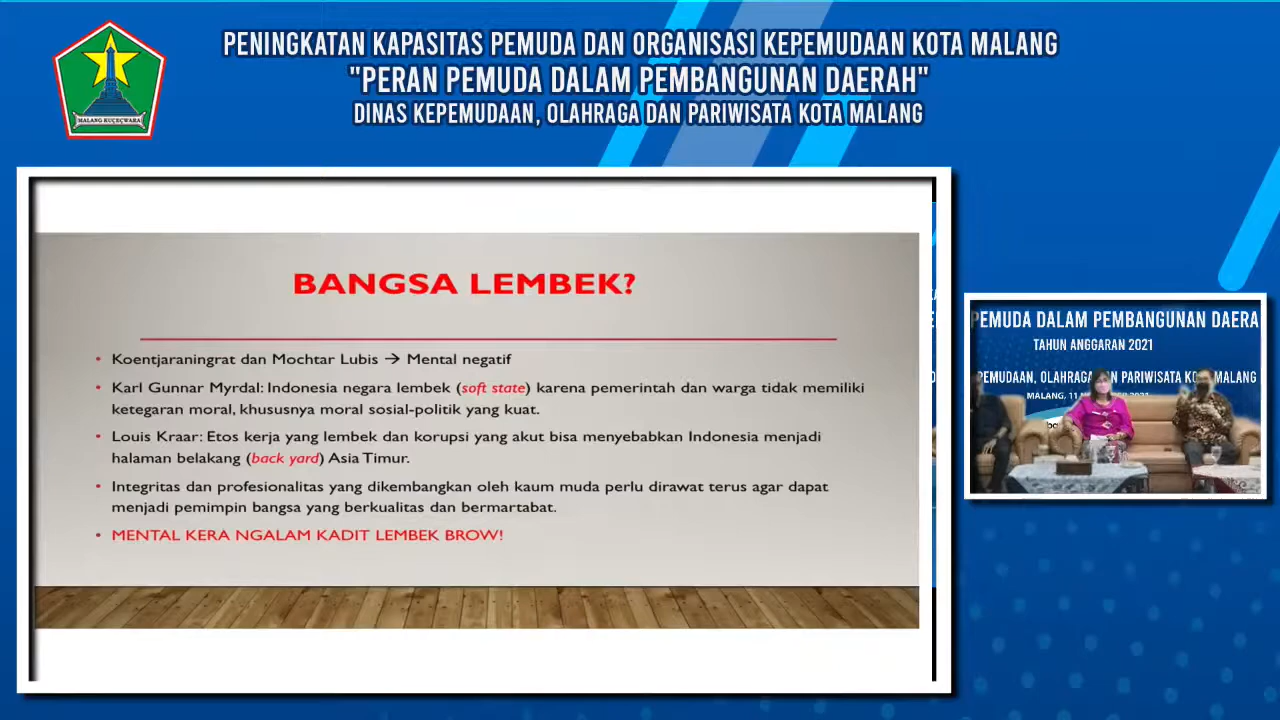 PENINGKATAN KAPASITAS PEMUDA DAN ORGANISASI KEPEMUDAAN KOTA MALANG
"PERAN PEMUDA DALAM PEMBANGUNAN DAERAH"
DINAS KEPEMUDAAN, OLAHRAGA DAN PARIWISATA KOTA MALANG
MALANG KUÇEÇWARA
BANGSA LEMBEK?
• Koentjaraningrat dan Mochtar Lubis → Mental negatif
• Karl Gunnar Myrdal: Indonesia negara lembek (soft state) karena pemerintah dan warga tidak memiliki
ketegaran moral, khususnya moral sosial-politik yang kuat.
• Louis Kraar: Etos kerja yang lembek dan korupsi yang akut bisa menyebabkan Indonesia menjadi
halaman belakang (back yard) Asia Timur.
• Integritas dan profesionalitas yang dikembangkan oleh kaum muda perlu dirawat terus agar dapat
menjadi pemimpin bangsa yang berkualitas dan bermartabat.
• MENTAL KERA NGALAM KADIT LEMBEK BROW!
PEMUDA DALAM PEMBANGUNAN DAERA
TAHUN ANGGARAN 2021
PEMUDAAN, OLAHRAGA DAN PARIWISATA KOTA MALANG
MALANG, 11 2021